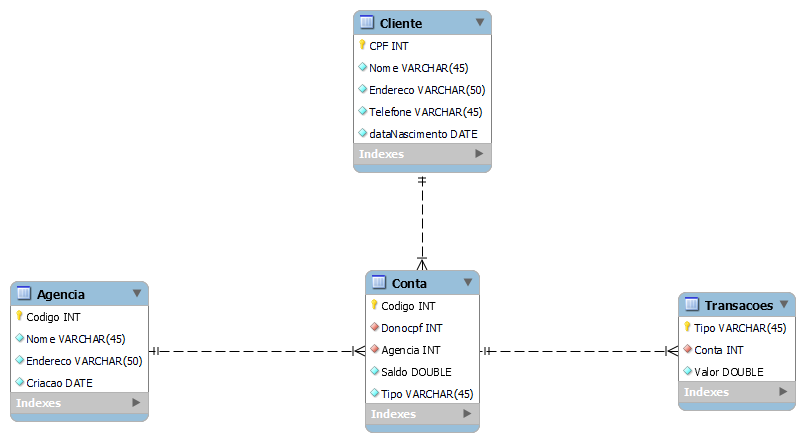 Cliente
CPF INT
Nome VARCHAR(45)
Endereco VARCHAR(50)
Telefone VARCHAR(45)
dataNascimento DATE
Indexes
Agencia
Codigo INT
Nome VARCHAR(45)
Endereco VARCHAR(50)
Criacao DATE
Indexes
Conta
Codigo INT
Donocpf INT
Agencia INT
Saldo DOUBLE
Tipo VARCHAR(45)
Indexes
Transacoes
Tipo VARCHAR(45)
Conta INT
Valor DOUBLE
Indexes